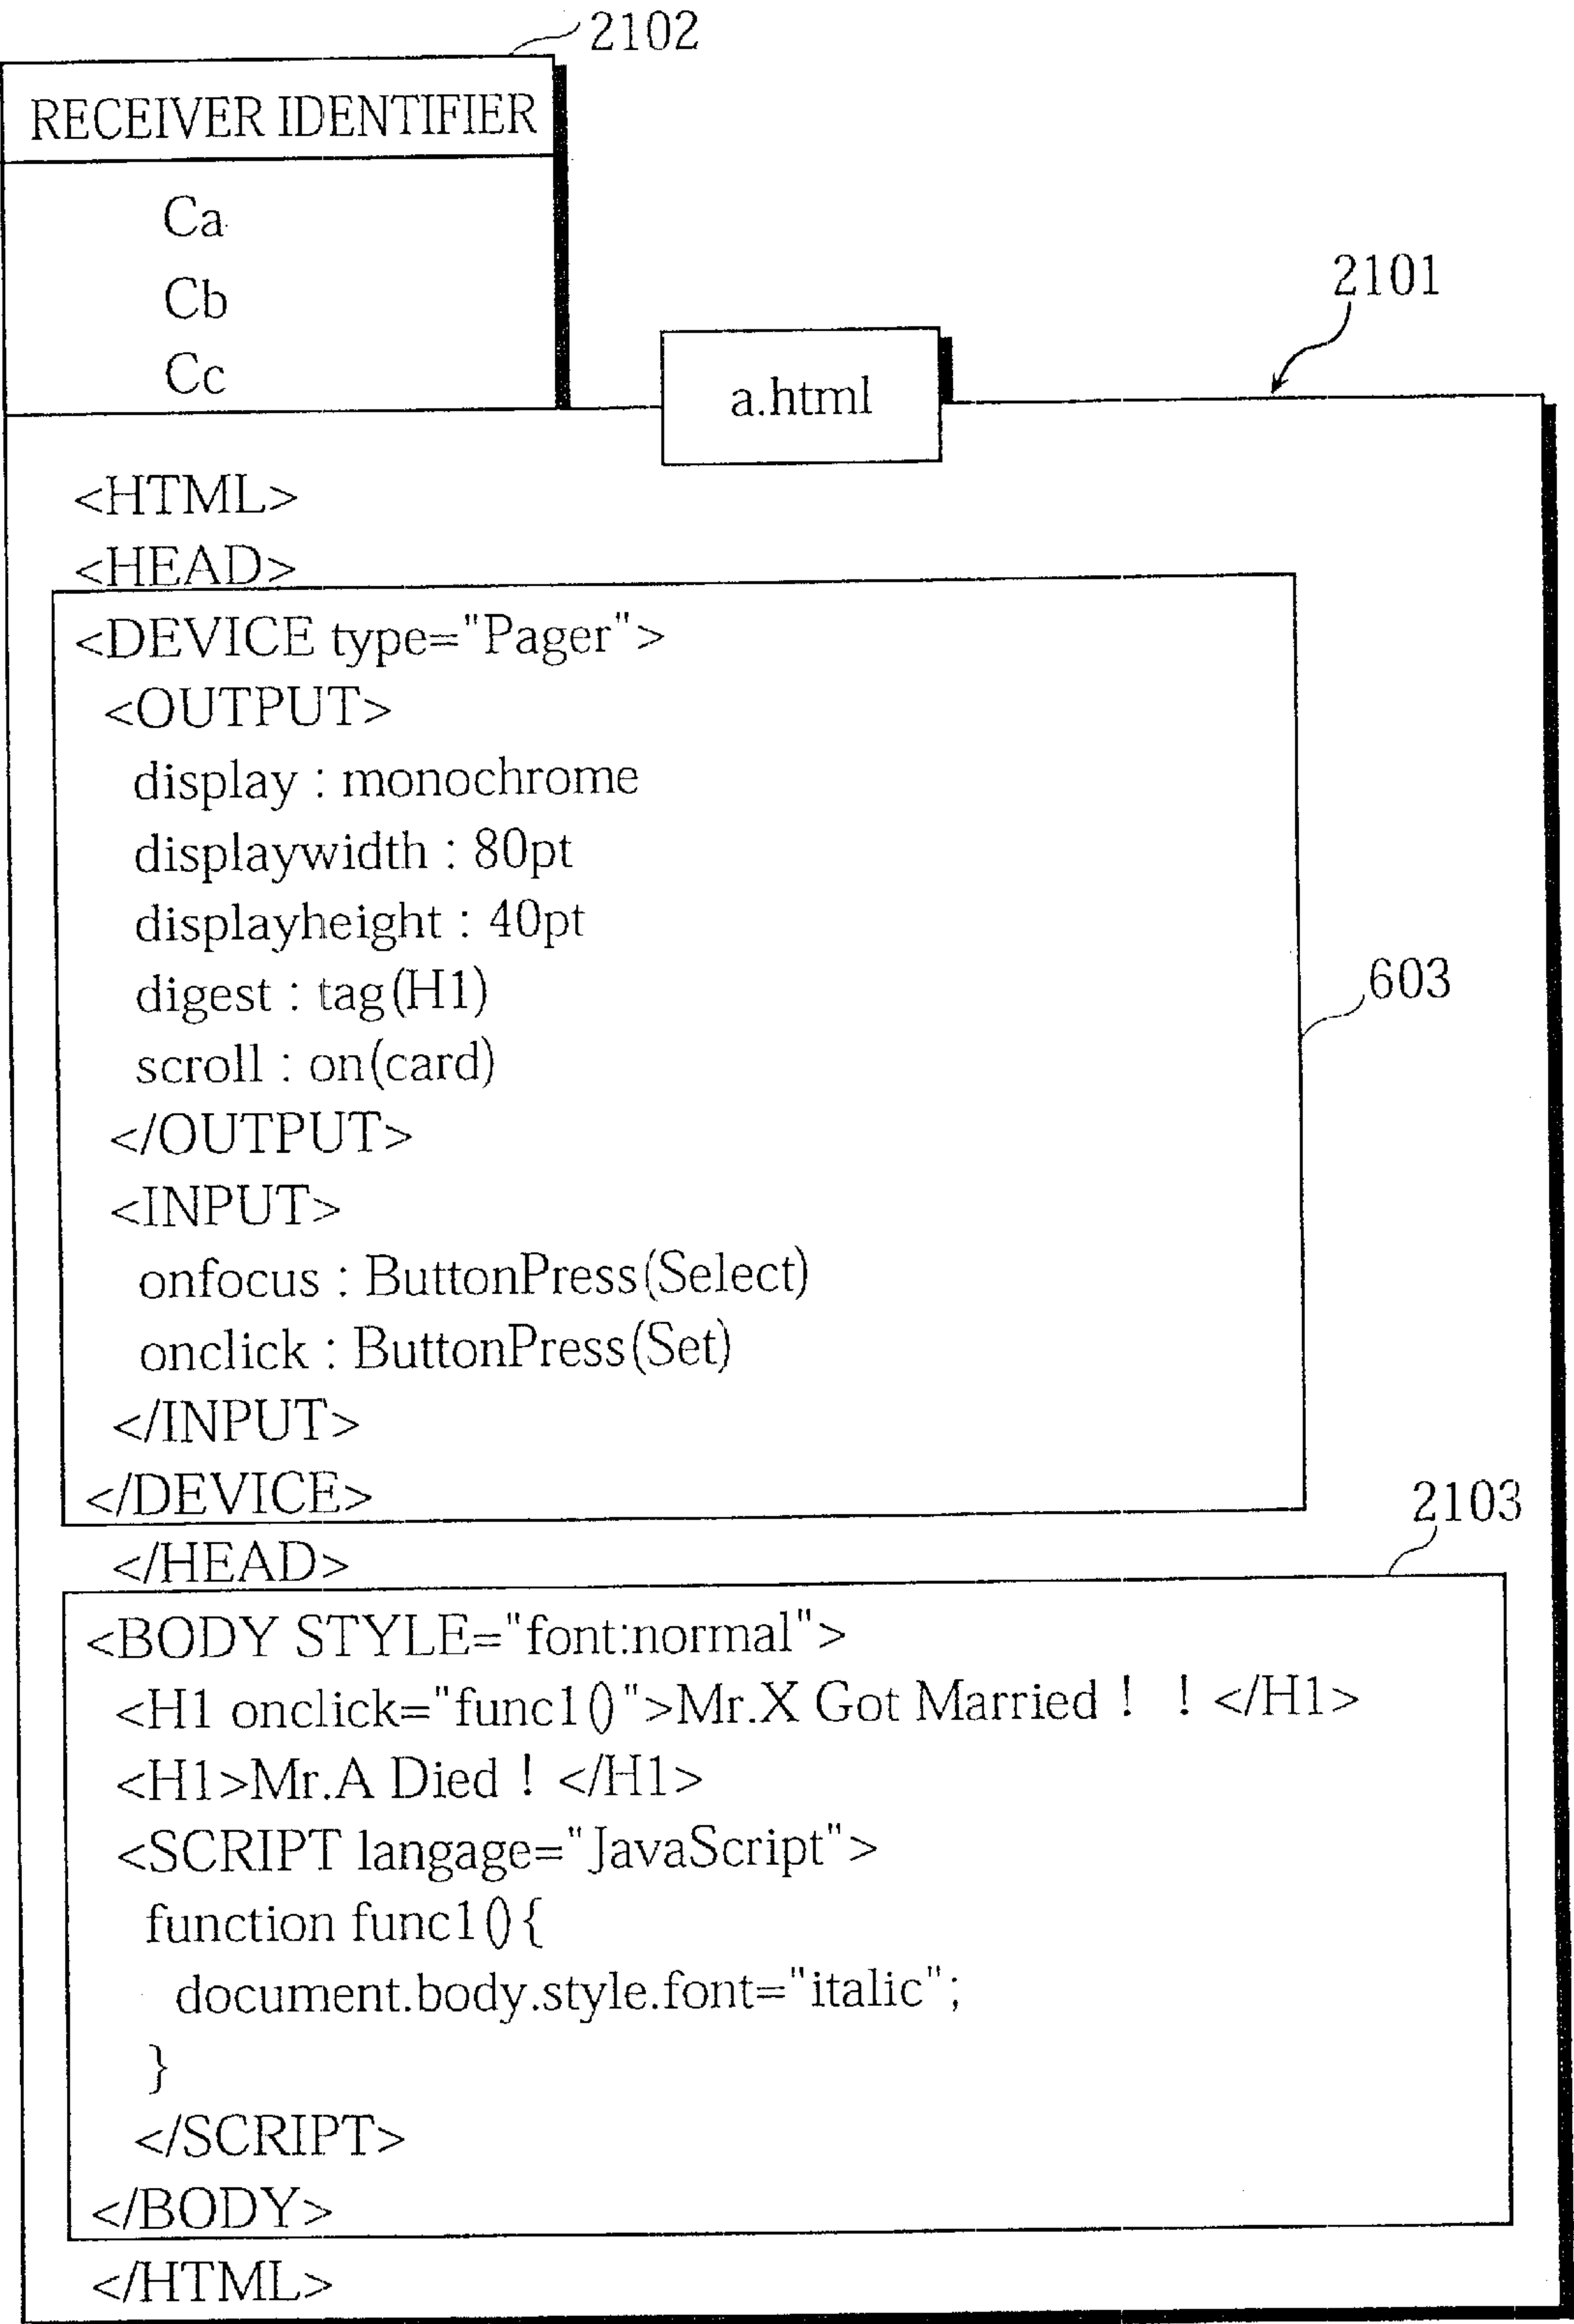 2102
RECEIVER IDENTIFIER
Ca
Cb
Cc
2101
a.html
<HTML>
<HEAD>
<DEVICE type="Pager">
<OUTPUT>
display : monochrome
displaywidth : 80pt
displayheight : 40pt
digest : tag(H1)
603
scroll : on(card)
</OUTPUT>
<INPUT>
onfocus : ButtonPress(Select)
onclick : ButtonPress(Set)
</INPUT>
</DEVICE>
2103
</HEAD>
<BODY STYLE="font:normal">
<H1 onclick="func1()">Mr.X Got Married ! ! </H1>
<H1>Mr.A Died ! </H1>
<SCRIPT langage="JavaScript">
function func1(){
document.body.style.font="italic";
}
</SCRIPT>
</BODY>
</HTML>